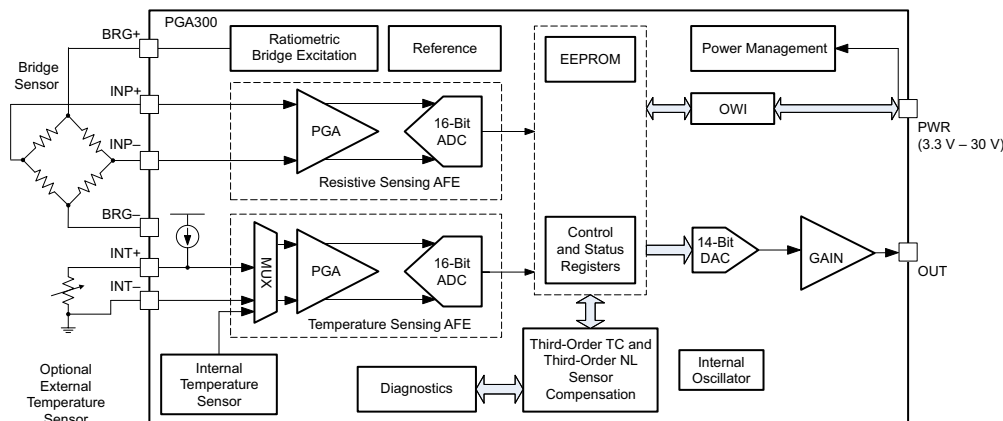 PGA300
BRG+
Ratiometric
Bridge Excitation
Reference
EEPROM
Power Management
Bridge
Sensor
INP+
PGA
16-Bit
ADC
OWI
PWR
(3.3 V – 30 V)
INP–
Resistive Sensing AFE
BRG–
INT+
MUX
PGA
16-Bit
ADC
Control
and Status
Registers
14-Bit
DAC
GAIN
OUT
INT–
Temperature Sensing AFE
Optional
External
Temperature
Sensor
Internal
Temperature
Sensor
Diagnostics
Third-Order TC and
Third-Order NL
Sensor
Compensation
Internal
Oscillator